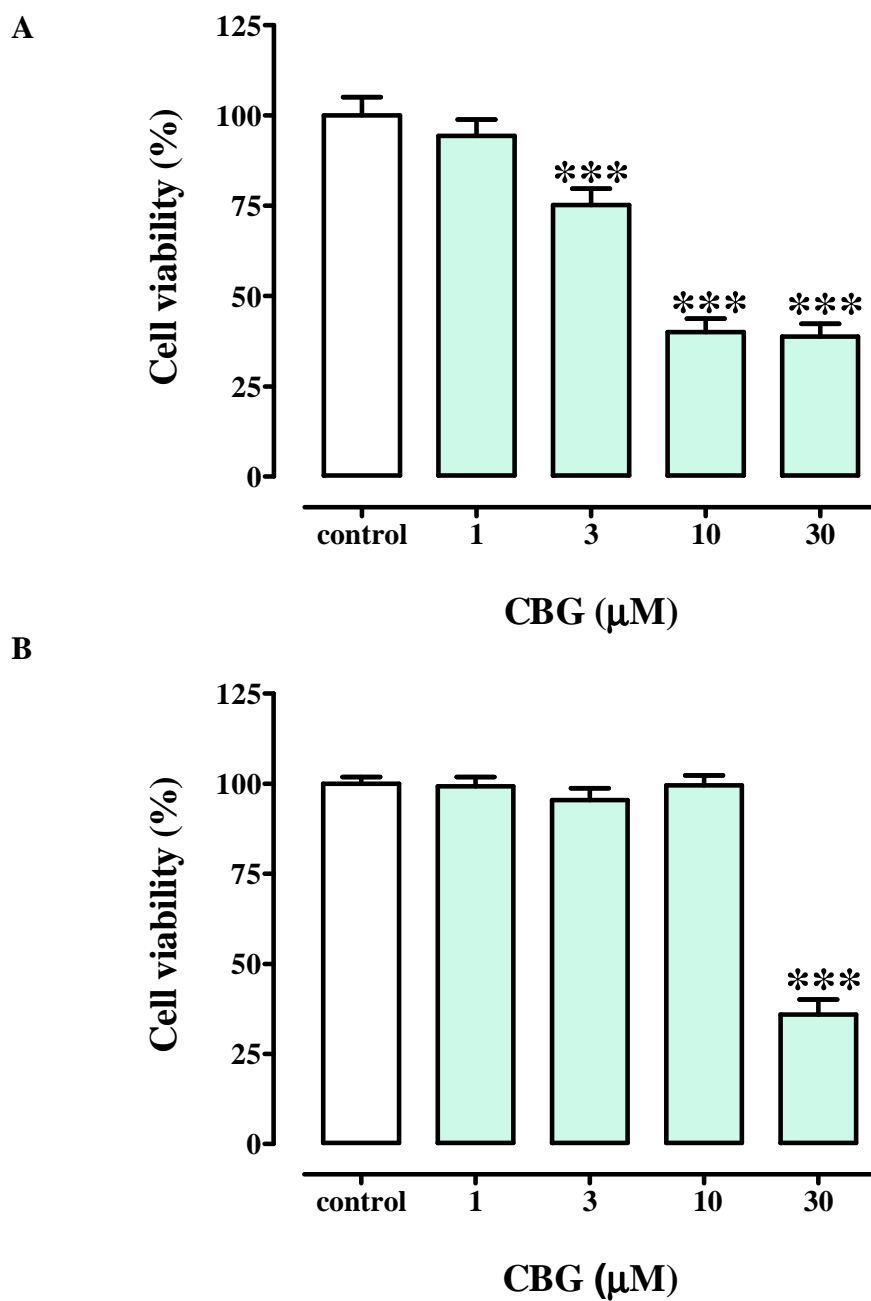 A
125
100
75
50
25
0
Cell viability (%)
***
*** ***
control 1 3 10 30
CBG (μM)
B
125
100
75
50
25
0
Cell viability (%)
***
control 1 3 10 30
CBG (μM)